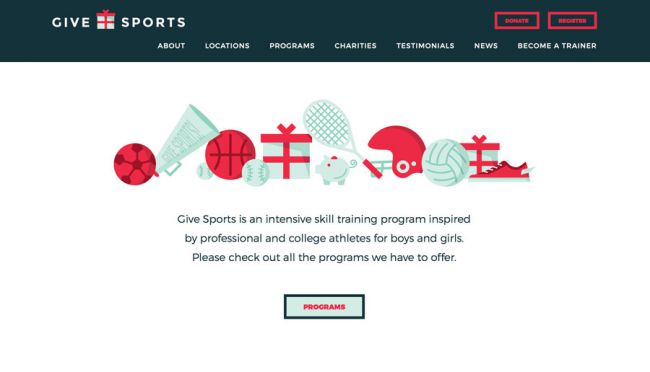 GIVE SPORTS
DONATE
REGISTER
ABOUT
LOCATIONS
PROGRAMS
CHARITIES
TESTIMONIALS
NEWS
BECOME A TRAINER
GIVE SPORTS!
Give Sports is an intensive skill training program inspired
by professional and college athletes for boys and girls.
Please check out all the programs we have to offer.
PROGRAMS